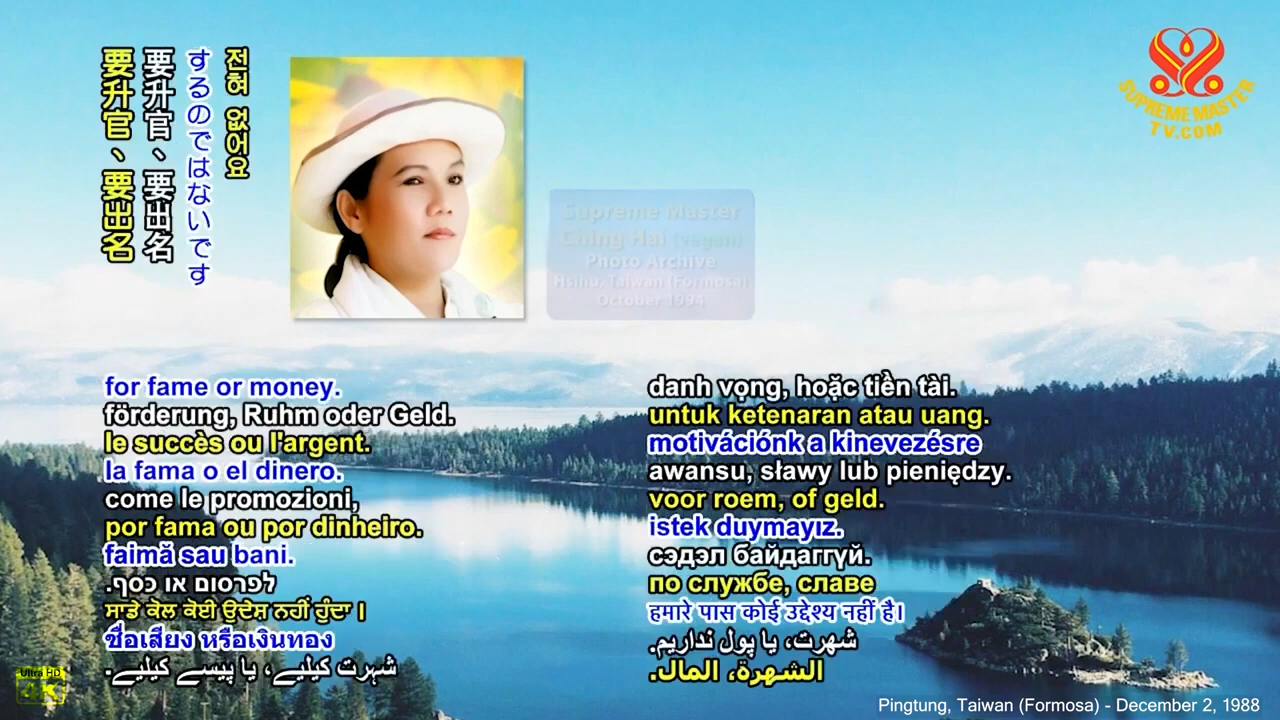 要升官、要出名
要升官、要出名
するのではないです
전혀 없어요
SUPREME MASTER
TV.COM
Supreme Master
Ching Hai (vegan)
Photo Archive
Hsihu, Taiwan (Formosa)
October 1994
for fame or money.
förderung, Ruhm oder Geld.
le succès ou l'argent.
la fama o el dinero.
come le promozioni,
por fama ou por dinheiro.
faimă sau bani.
לפרסום או כסף.
ਸਾਡੇ ਕੋਲ ਕੋਈ ਉਦੇਸ਼ ਨਹੀਂ ਹੁੰਦਾ।
ชื่อเสียง หรือเงินทอง
شہرت کیلیے، یا پیسے کیلیے.
danh vọng, hoặc tiền tài.
untuk ketenaran atau uang.
motivációnk a kinevezésre
awansu, sławy lub pieniędzy.
voor roem, of geld.
istek duymayız.
сэдэл байдаггүй.
по службе, славе
हमारे पास कोई उद्देश्य नहीं है।
شهرت، یا پول نداریم.
الشهرة، المال.
Ultra HD
4K
Pingtung, Taiwan (Formosa) - December 2, 1988